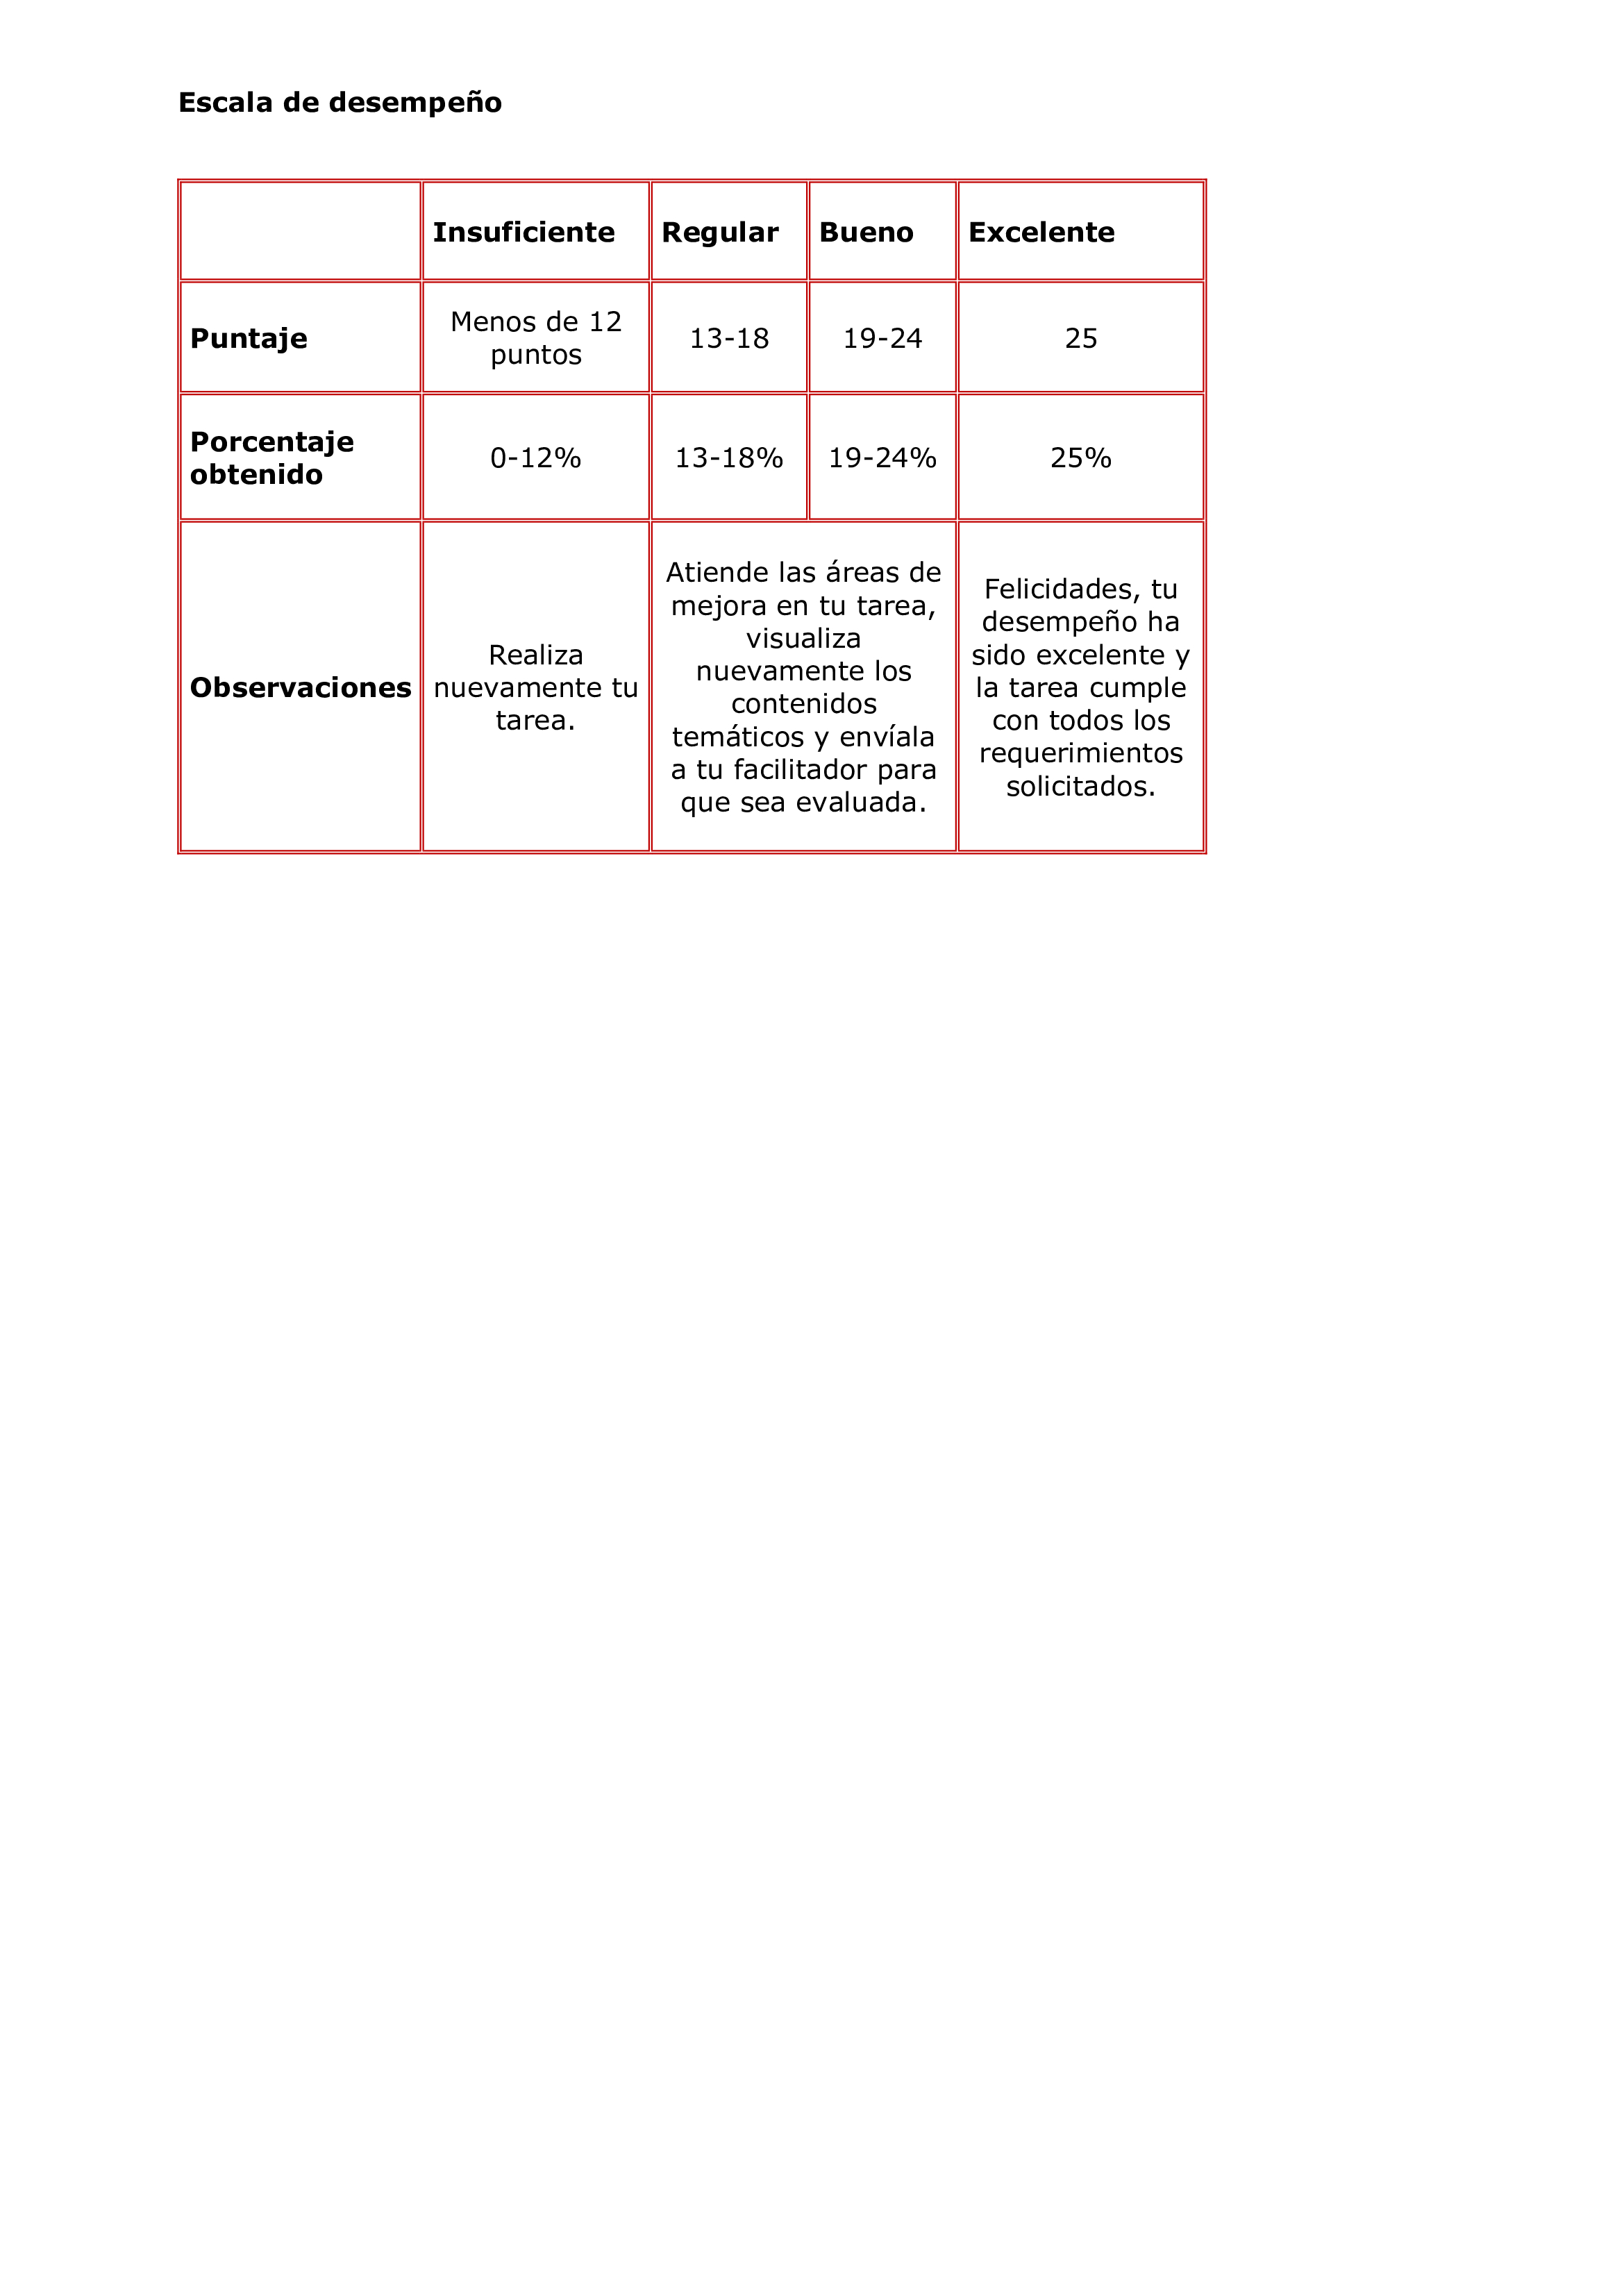 Escala de desempeño
Insuficiente Regular Bueno Excelente
Puntaje
Menos de 12
puntos
13-18
19-24
25
Porcentaje
obtenido
0-12%
13-18%
19-24%
25%
Observaciones
Realiza
nuevamente tu
tarea.
Atiende las áreas de
mejora en tu tarea,
visualiza
nuevamente los
contenidos
temáticos y envíala
a tu facilitador para
que sea evaluada.
Felicidades, tu
desempeño ha
sido excelente y
la tarea cumple
con todos los
requerimientos
solicitados.